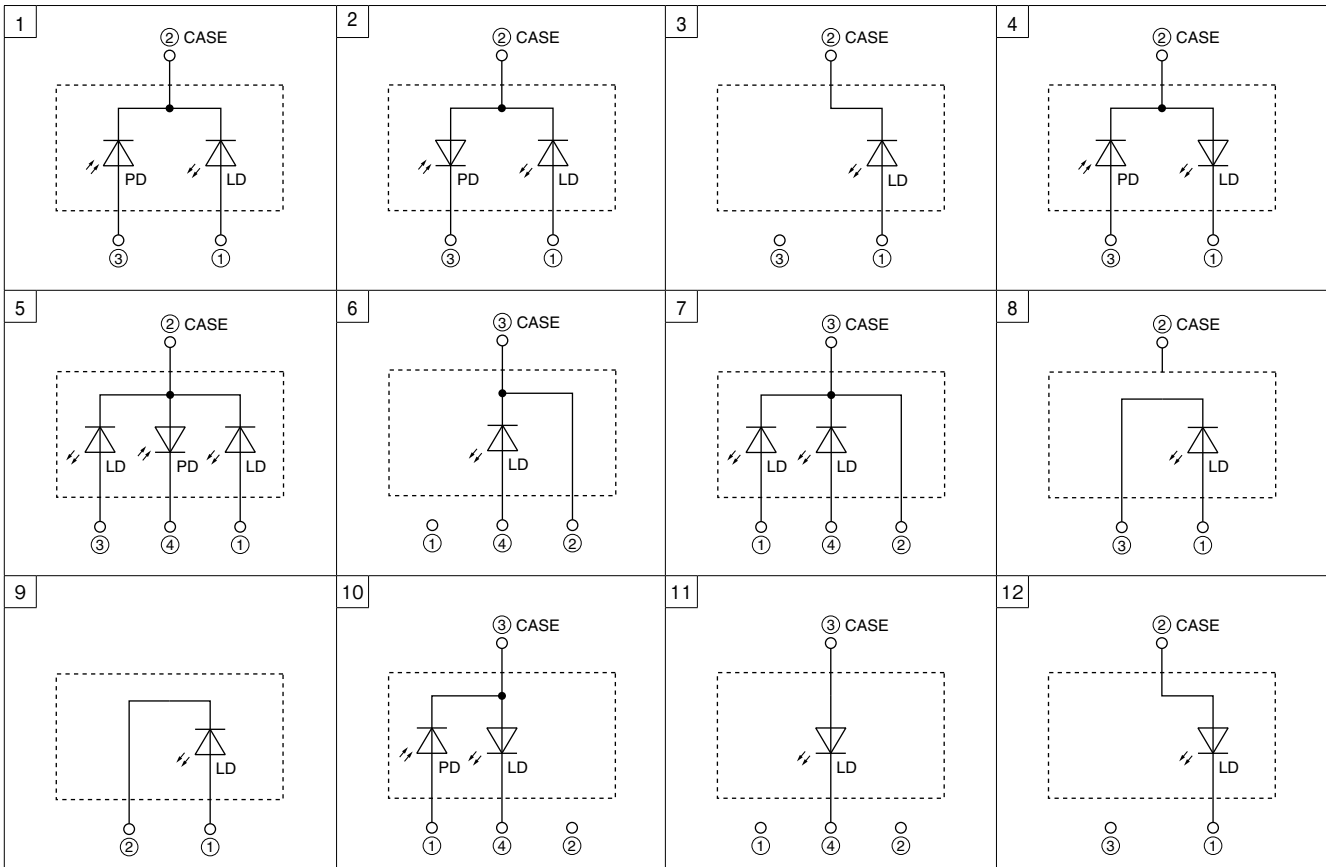 1
② CASE
PD
LD
③
①
2
② CASE
PD
LD
③
①
3
② CASE
LD
③
①
4
② CASE
PD
LD
③
①
5
② CASE
LD
PD
LD
③
④
①
6
③ CASE
LD
①
④
②
7
③ CASE
LD
LD
①
④
②
8
② CASE
LD
③
①
9
LD
②
①
10
③ CASE
PD
LD
①
④
②
11
③ CASE
LD
①
④
②
12
② CASE
LD
③
①